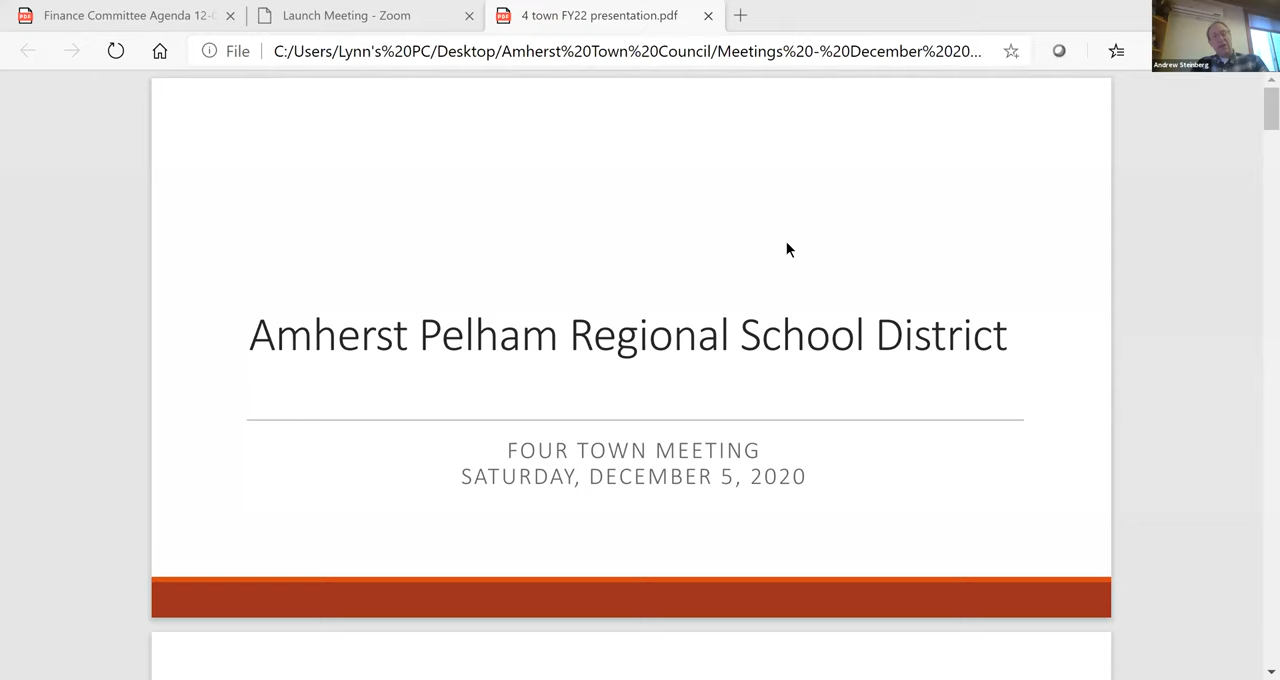 Finance Committee Agenda 12-
Launch Meeting - Zoom
4 town FY22 presentation.pdf
File
C:/Users/Lynn's%20PC/Desktop/Amherst%20Town%20Council/Meetings%20-%20December%2020...
Andrew Steinberg
Amherst Pelham Regional School District
FOUR TOWN MEETING
SATURDAY, DECEMBER 5, 2020